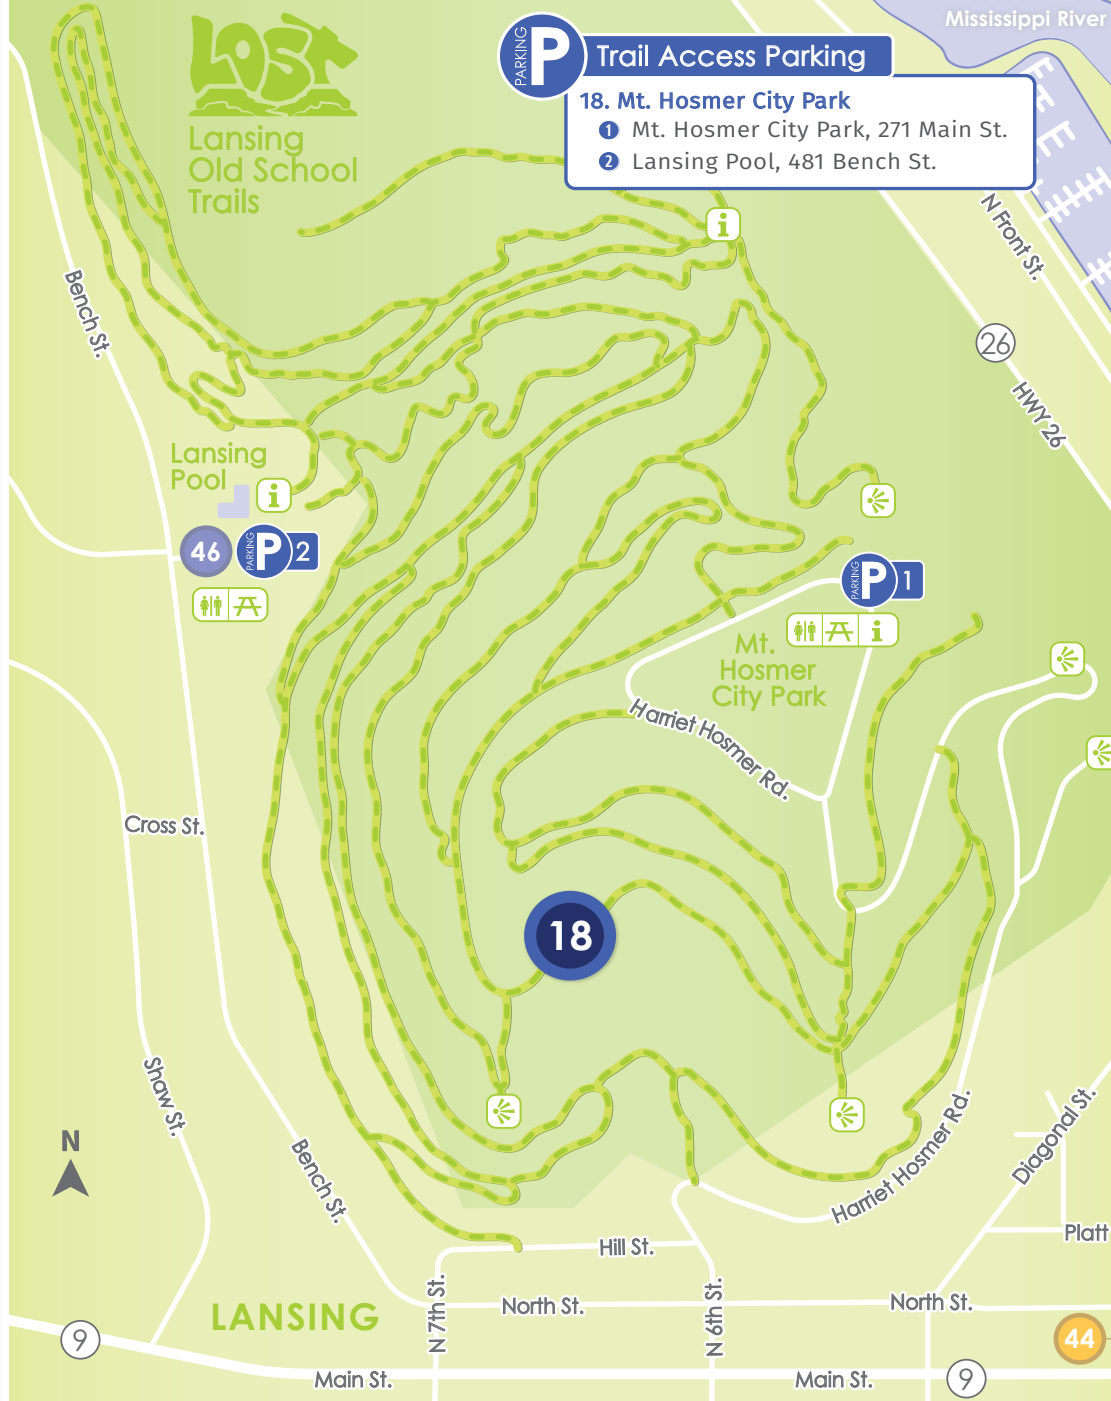 Mississippi River
PARKING
P
Trail Access Parking
18. Mt. Hosmer City Park
1 Mt. Hosmer City Park, 271 Main St.
2 Lansing Pool, 481 Bench St.
LOST
Lansing
Old School
Trails
i
N Front St.
Bench St.
26
HWY 26
Lansing
Pool
i
46
PARKING
P
2
PARKING
P
1
i
Mt.
Hosmer
City Park
Harriet Hosmer Rd.
Cross St.
18
Shaw St.
Harriet Hosmer Rd.
Diagonal St.
N
Bench St.
Platt
Hill St.
LANSING
N 7th St.
North St.
N 6th St.
North St.
44
9
Main St.
Main St.
9